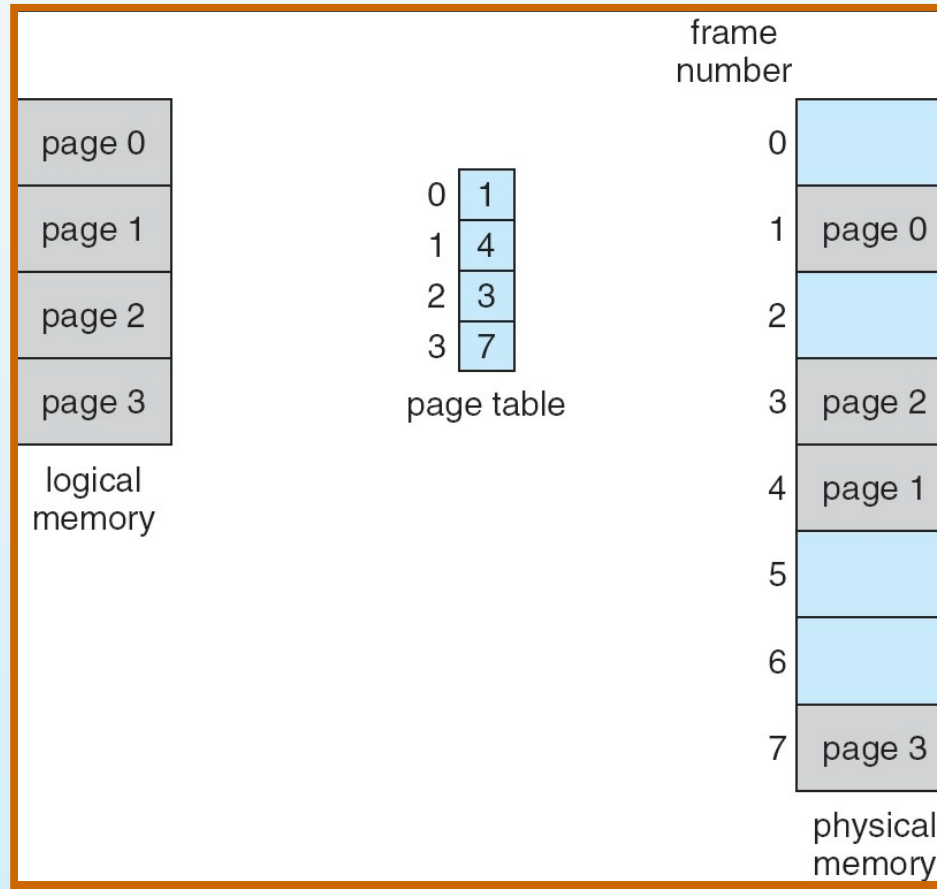 frame
number
page 0
page 1
page 2
page 3
logical
memory
0 1
1 4
2 3
3 7
page table
0
1 page 0
2
3 page 2
4 page 1
5
6
7 page 3
physical
memory